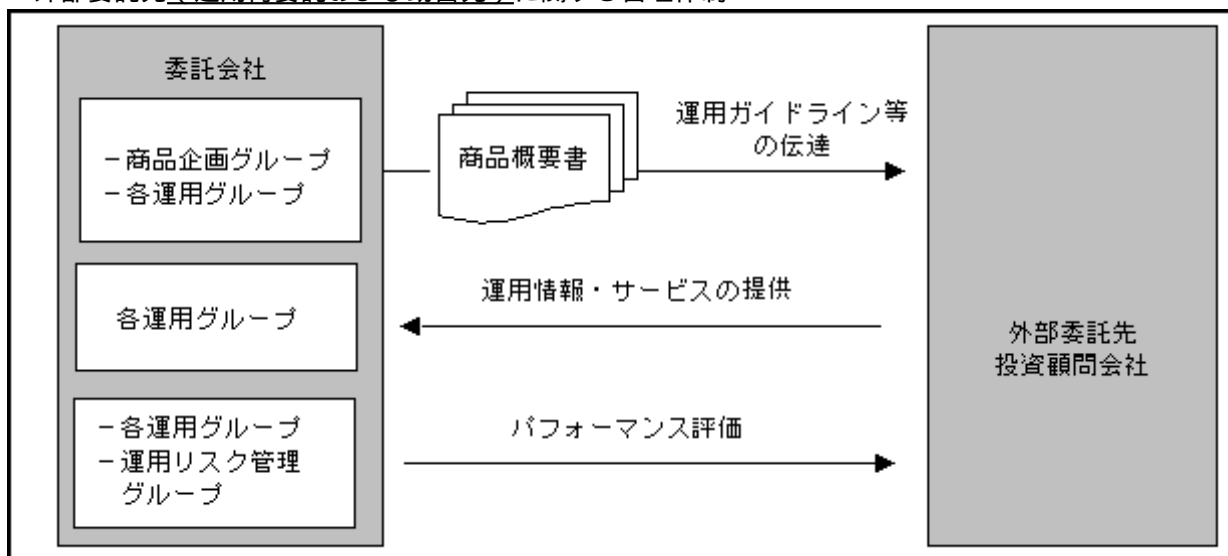 委託会社
－商品企画グループ
－各運用グループ
商品概要書
運用ガイドライン等
の伝達
各運用グループ
運用情報・サービスの提供
外部委託先
投資顧問会社
－各運用グループ
－運用リスク管理
グループ
パフォーマンス評価